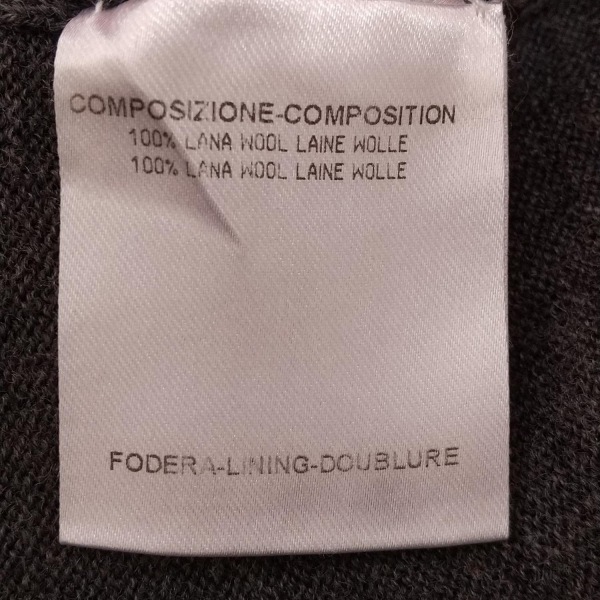 COMPOSIZIONE-COMPOSITION
100% LANA WOOL LAINE WOLLE
100% LANA WOOL LAINE WOLLE
FODERA-LINING-DOUBLURE